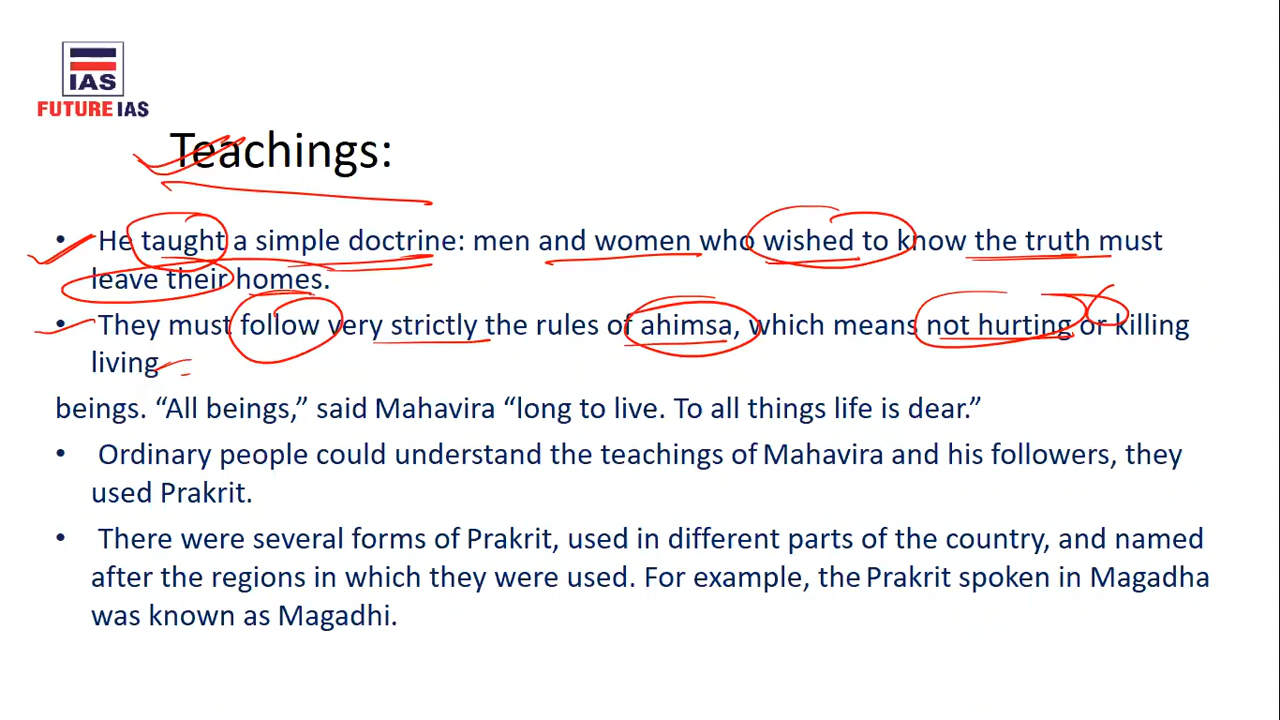 IAS
FUTURE IAS
Teachings:
• He taught a simple doctrine: men and women who wished to know the truth must
leave their homes.
• They must follow very strictly the rules of ahimsa, which means not hurting or killing
living
beings. “All beings,” said Mahavira “long to live. To all things life is dear.”
• Ordinary people could understand the teachings of Mahavira and his followers, they
used Prakrit.
• There were several forms of Prakrit, used in different parts of the country, and named
after the regions in which they were used. For example, the Prakrit spoken in Magadha
was known as Magadhi.